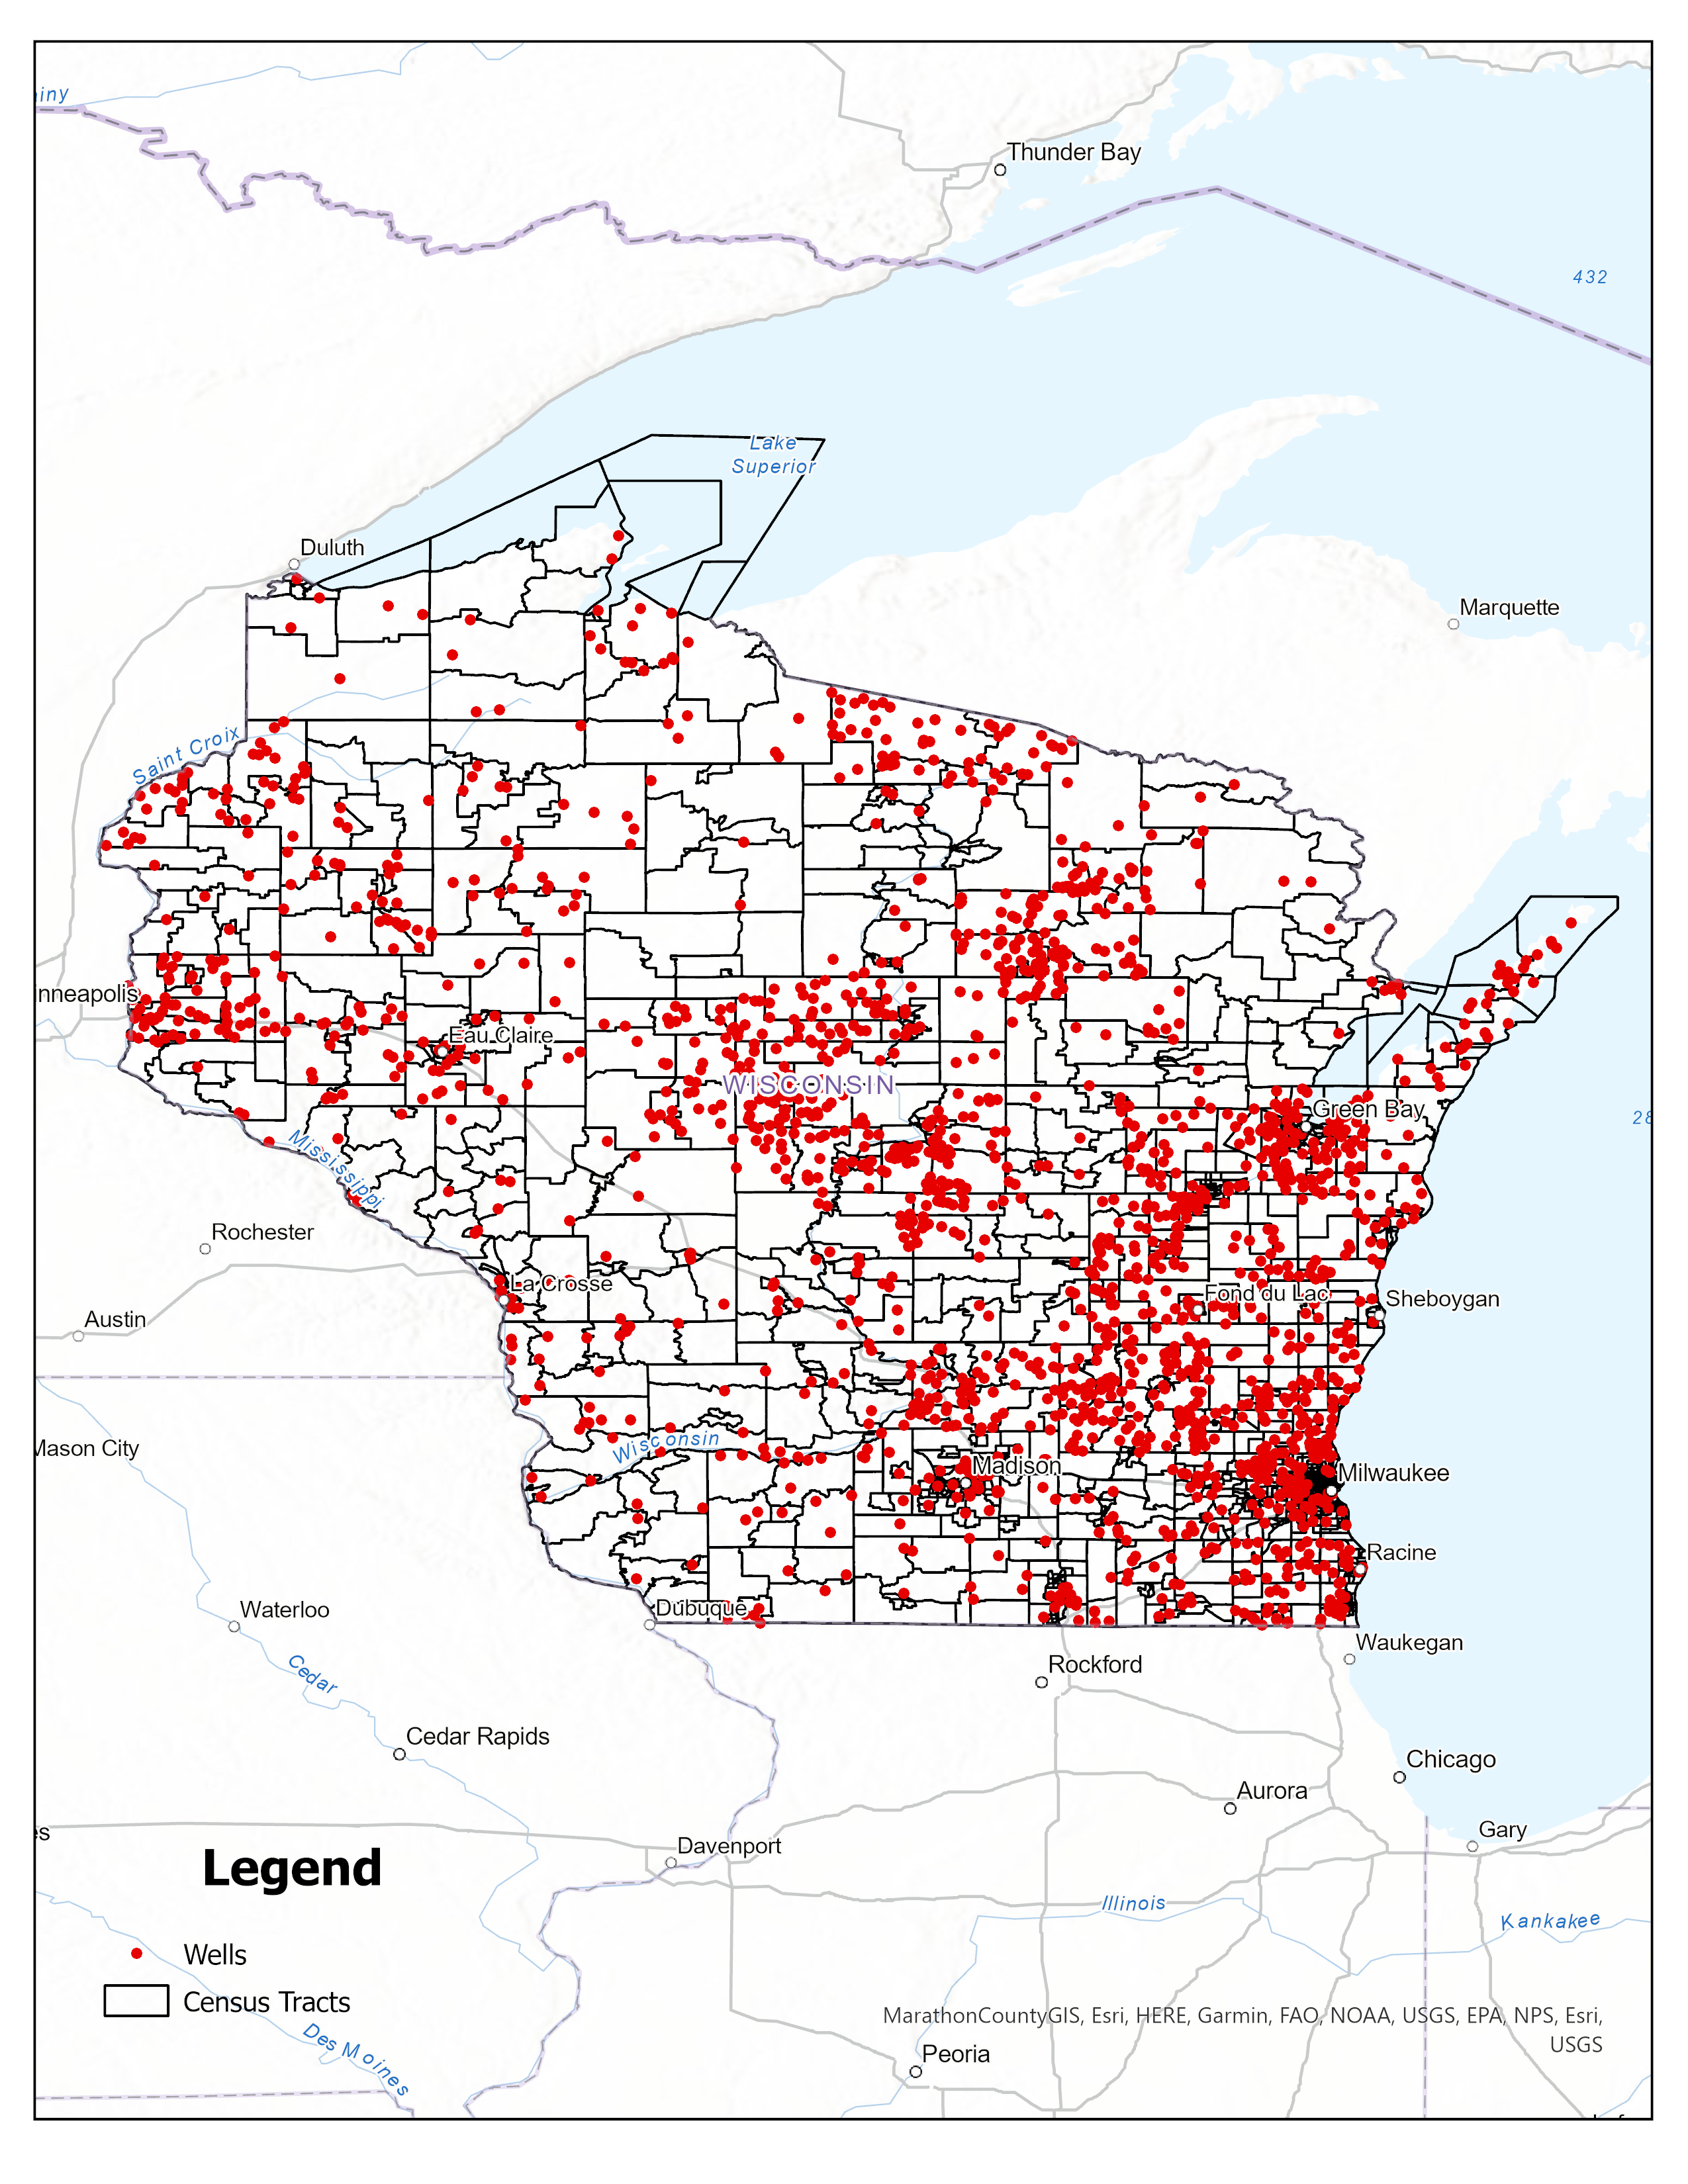 iny
Thunder Bay
432
Lake
Superior
Duluth
Marquette
Saint Croix
inneapolis
Eau Claire
WISCONSIN
Green Bay
28
Mississippi
Rochester
La Crosse
Fond du Lac
Sheboygan
Austin
Wisconsin
Mason City
Madison
Milwaukee
Racine
Dubuque
Waterloo
Waukegan
Rockford
Cedar
Cedar Rapids
Chicago
Aurora
Gary
es
Davenport
Legend
Illinois
Kankakee
Wells
Census Tracts
MarathonCountyGIS, Esri, HERE, Garmin, FAO, NOAA, USGS, EPA, NPS, Esri,
USGS
Des Moines
Peoria